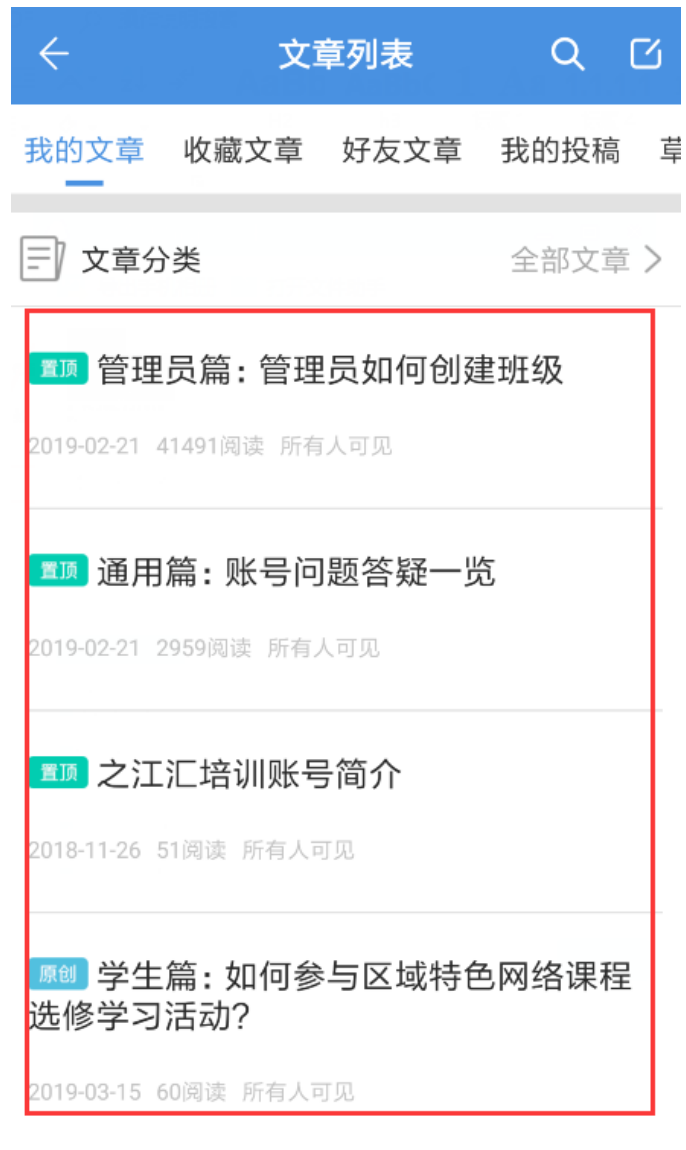 文章列表
我的文章 收藏文章 好友文章 我的投稿
文章分类 全部文章
置顶 管理员篇：管理员如何创建班级
2019-02-21 41491阅读 所有人可见
置顶 通用篇：账号问题答疑一览
2019-02-21 2959阅读 所有人可见
置顶 之江汇培训账号简介
2018-11-26 51阅读 所有人可见
原创 学生篇：如何参与区域特色网络课程
选修学习活动?
2019-03-15 60阅读 所有人可见